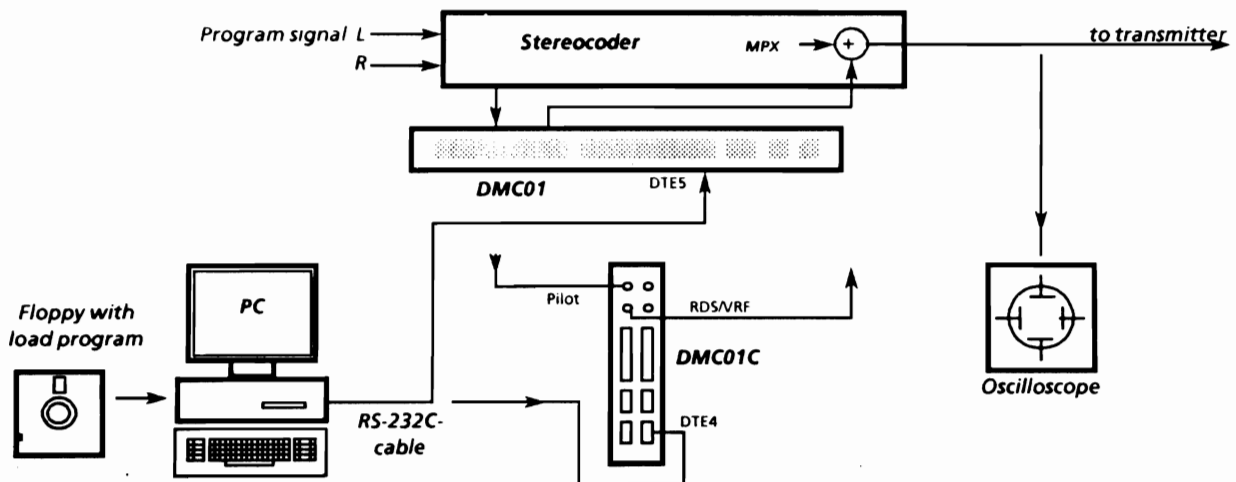 Program signal L
R
Stereocoder
MPX
+
to transmitter
DMC01
DTE5
Pilot
RDS/VRF
DMC01C
DTE4
Floppy with
load program
PC
RS-232C-
cable
Oscilloscope